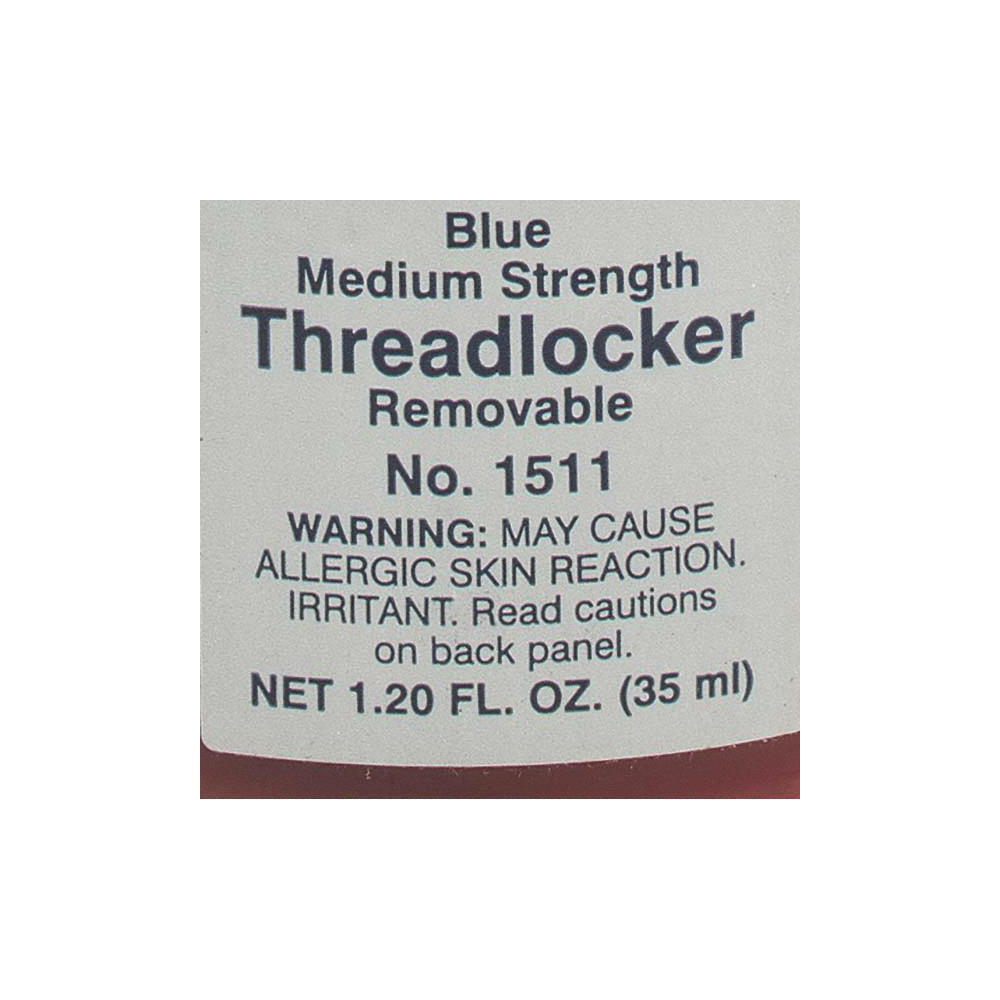 Blue
Medium Strength
Threadlocker
Removable
No. 1511
WARNING: MAY CAUSE
ALLERGIC SKIN REACTION.
IRRITANT. Read cautions
on back panel.
NET 1.20 FL. OZ. (35 ml)